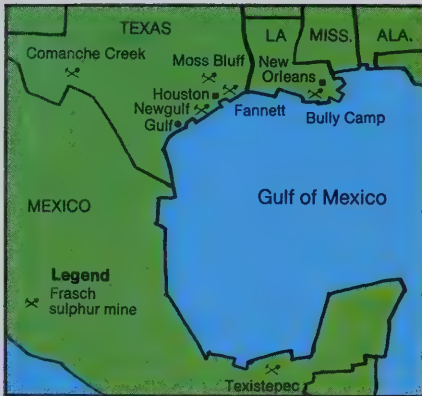 TEXAS
LA
MISS.
ALA.
Comanche Creek
Moss Bluff
New
Orleans
Houston
Newgulf
Gulf
Fannett
Bully Camp
MEXICO
Gulf of Mexico
Legend
Frasch
sulphur mine
Texistepec